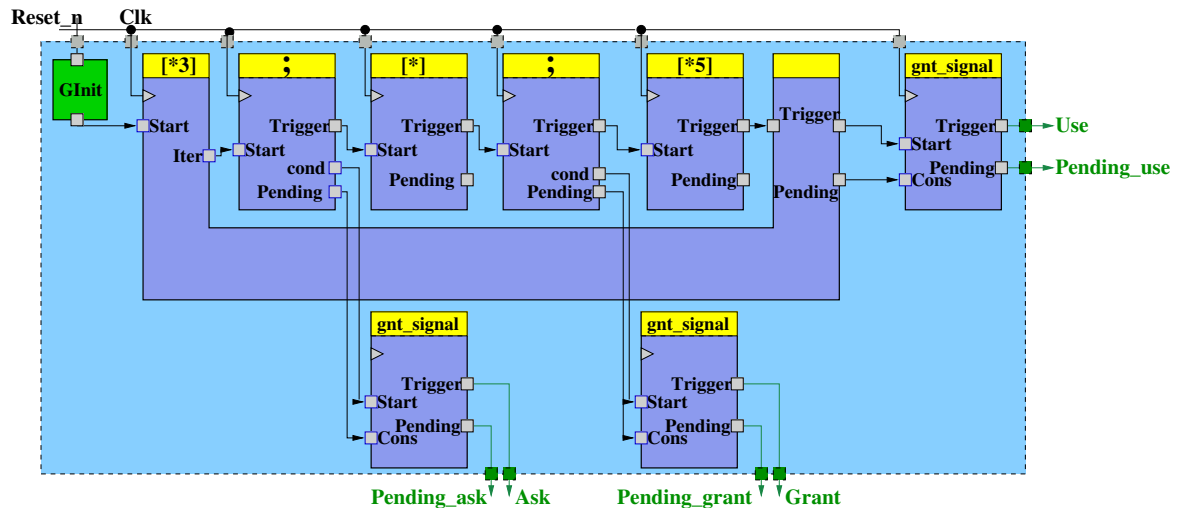 Reset_n Clk
[*3] ; [*] ; [*5] gnt_signal
GInit
Start Trigger Trigger Trigger Trigger Trigger Trigger Use
Iter Start Start Start Start Start
cond cond
Pending Pending Pending Pending Pending Pending Pending_use
Cons
gnt_signal gnt_signal
Trigger Trigger
Start Start
Pending Pending
Cons Cons
Pending_ask Ask Pending_grant Grant